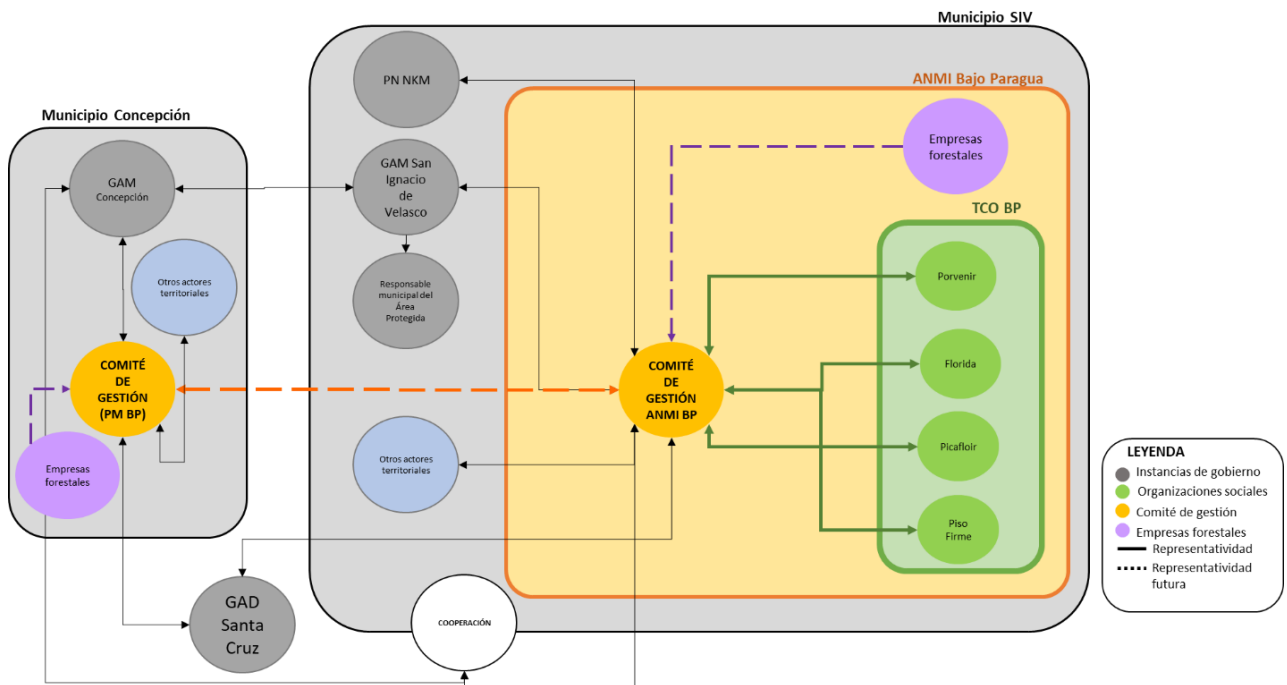 Municipio SIV
ANMI Bajo Paragua
Municipio Concepción
PN NKM
Empresas
forestales
GAM
Concepción
GAM San
Ignacio
de
Velasco
TCO BP
Otros actores
territoriales
Responsable
municipal del
Área
Protegida
Porvenir
COMITÉ
DE
GESTIÓN
(PM BP)
COMITÉ
DE
GESTIÓN
ANMI BP
Florida
Picafloir
Otros actores
territoriales
Empresas
forestales
Piso
Firme
GAD
Santa
Cruz
COOPERACIÓN
LEYENDA
Instancias de gobierno
Organizaciones sociales
Comité de gestión
Empresas forestales
Representatividad
Representatividad
futura